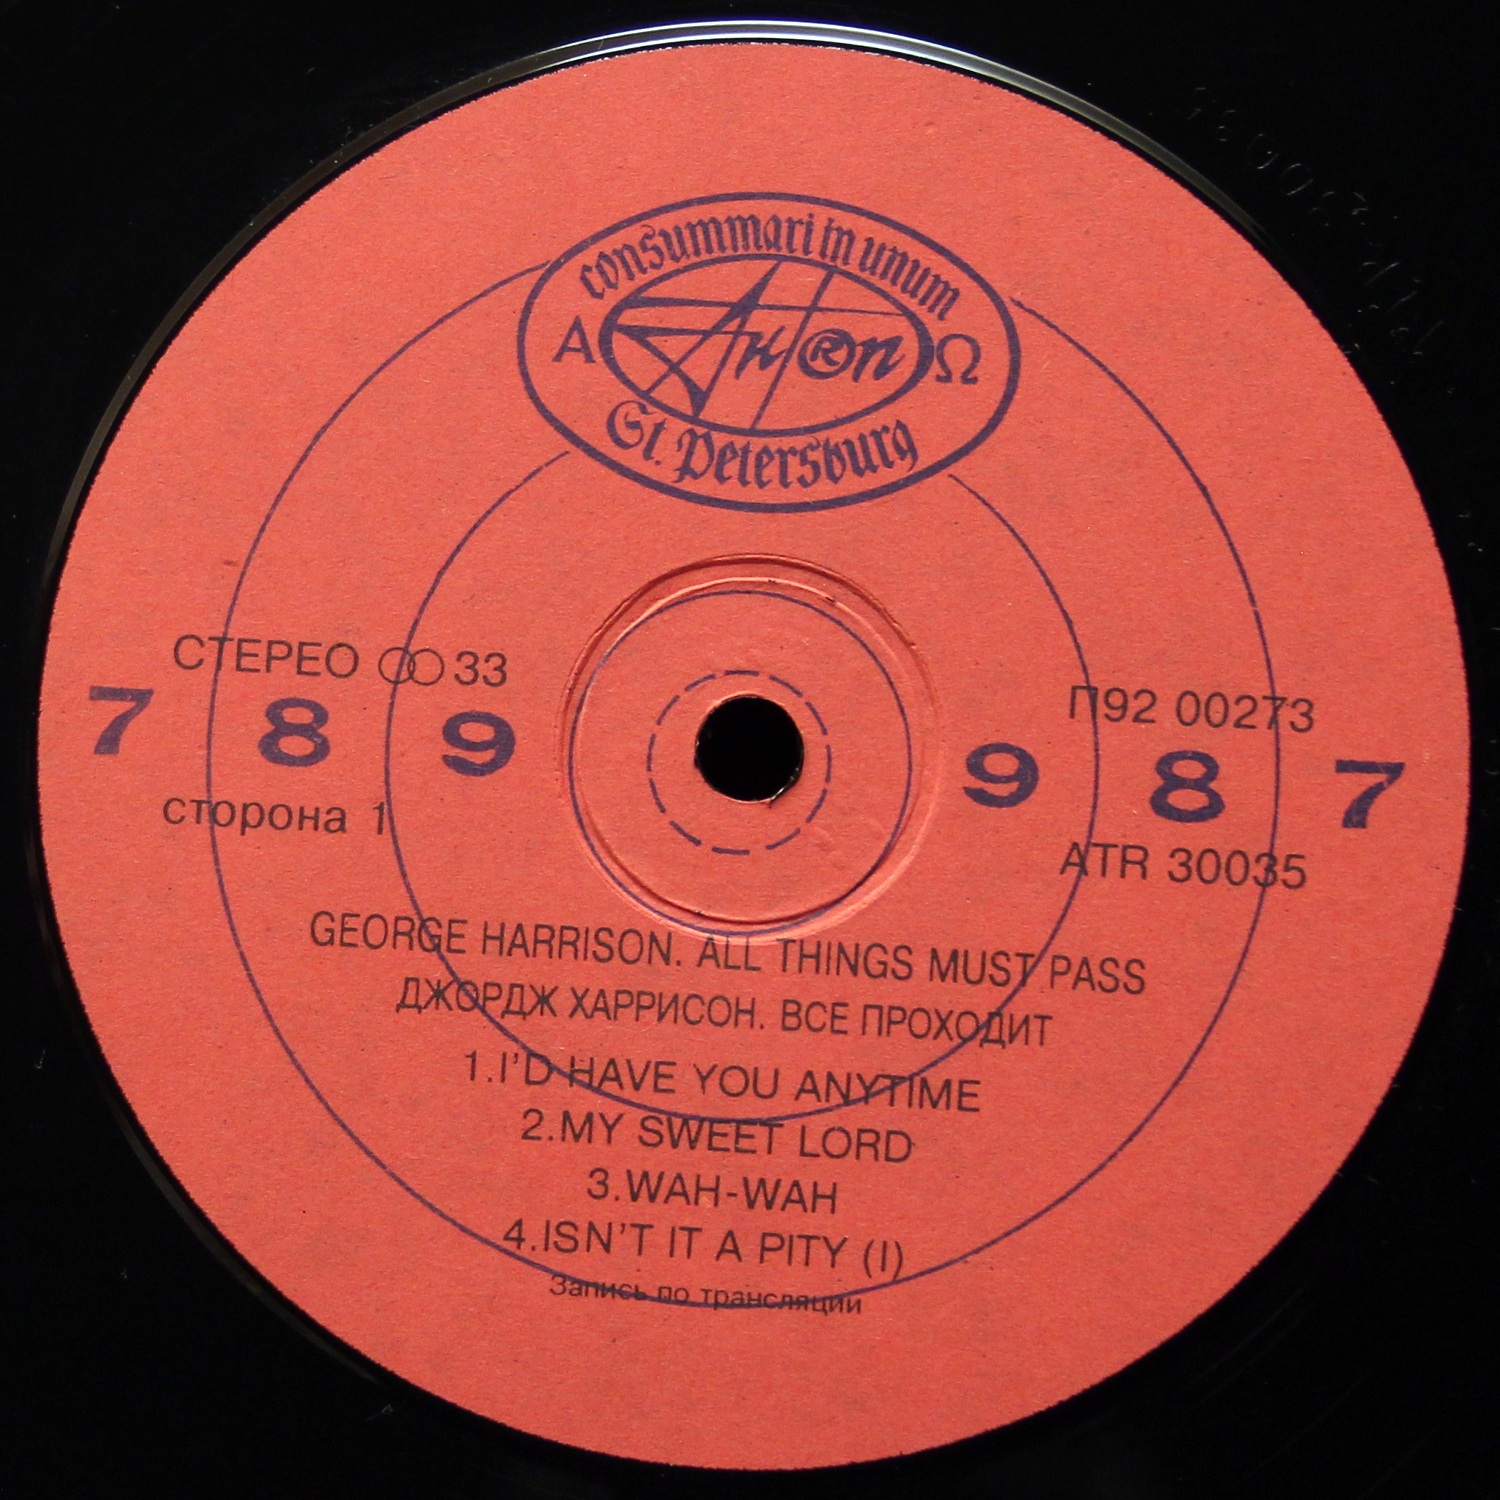 consummari in unum
Α Антроп Ω
St. Petersburg
СТЕРЕО 33
П92 00273
7 8 9 9 8 7
сторона 1
ATR 30035
GEORGE HARRISON. ALL THINGS MUST PASS
ДЖОРДЖ ХАРРИСОН. ВСЕ ПРОХОДИТ
1.I'D HAVE YOU ANYTIME
2.MY SWEET LORD
3.WAH-WAH
4.ISN'T IT A PITY (I)
Запись по трансляции